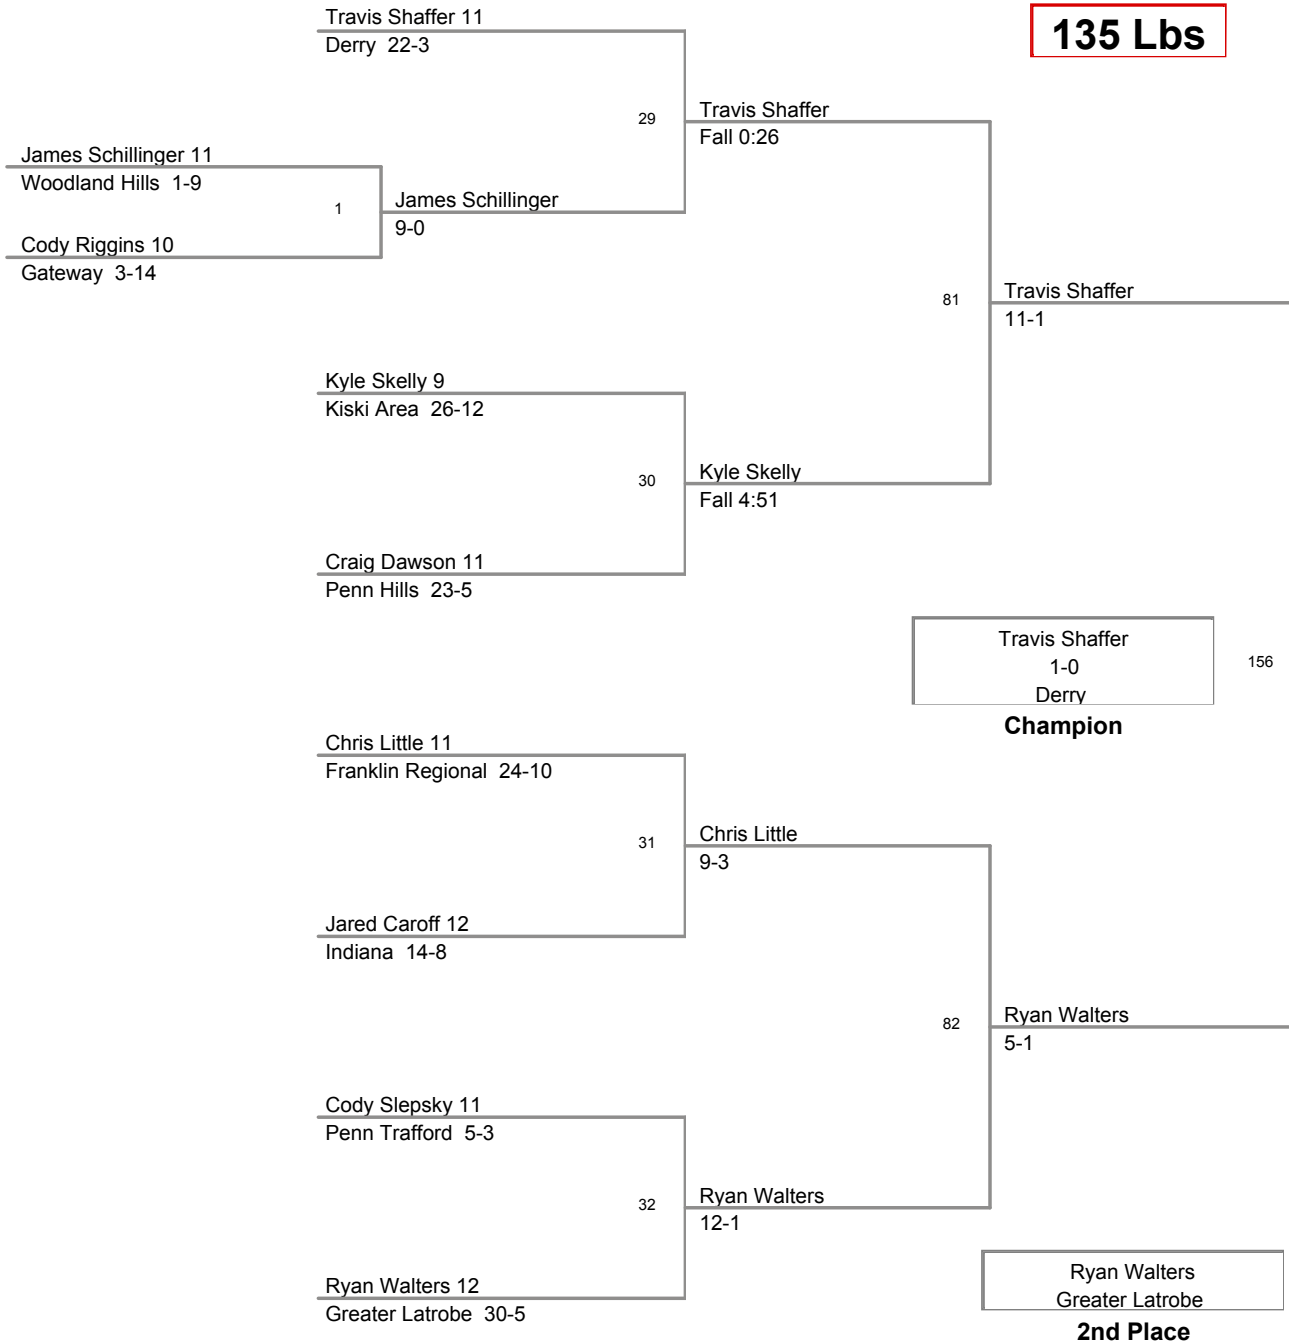 Travis Shaffer 11
Derry 22-3
135 Lbs
29
Travis Shaffer
Fall 0:26
James Schillinger 11
Woodland Hills 1-9
1
James Schillinger
9-0
Cody Riggins 10
Gateway 3-14
81
Travis Shaffer
11-1
Kyle Skelly 9
Kiski Area 26-12
30
Kyle Skelly
Fall 4:51
Craig Dawson 11
Penn Hills 23-5
Travis Shaffer
1-0
Derry
156
Champion
Chris Little 11
Franklin Regional 24-10
31
Chris Little
9-3
Jared Caroff 12
Indiana 14-8
82
Ryan Walters
5-1
Cody Slepsky 11
Penn Trafford 5-3
32
Ryan Walters
12-1
Ryan Walters 12
Greater Latrobe 30-5
Ryan Walters
Greater Latrobe
2nd Place